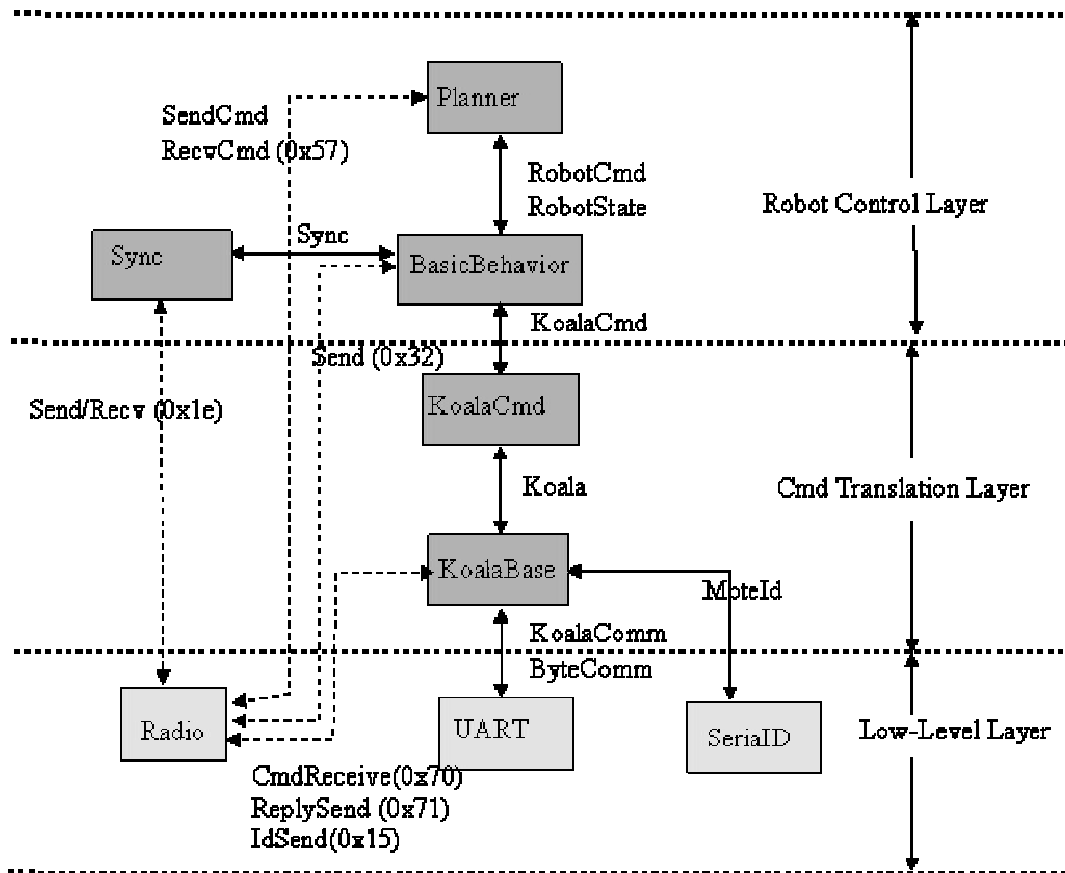 Planner
SendCmd
RecvCmd (0x57)
RobotCmd
RobotState
Robot Control Layer
Sync
Sync
BasicBehavior
KoalaCmd
Send (0x32)
KoalaCmd
Send/Recv (0x1e)
Koala
Cmd Translation Layer
KoalaBase
MoteId
KoalaComm
ByteComm
Radio
UART
SerialID
Low-Level Layer
CmdReceive(0x70)
ReplySend (0x71)
IdSend(0x15)